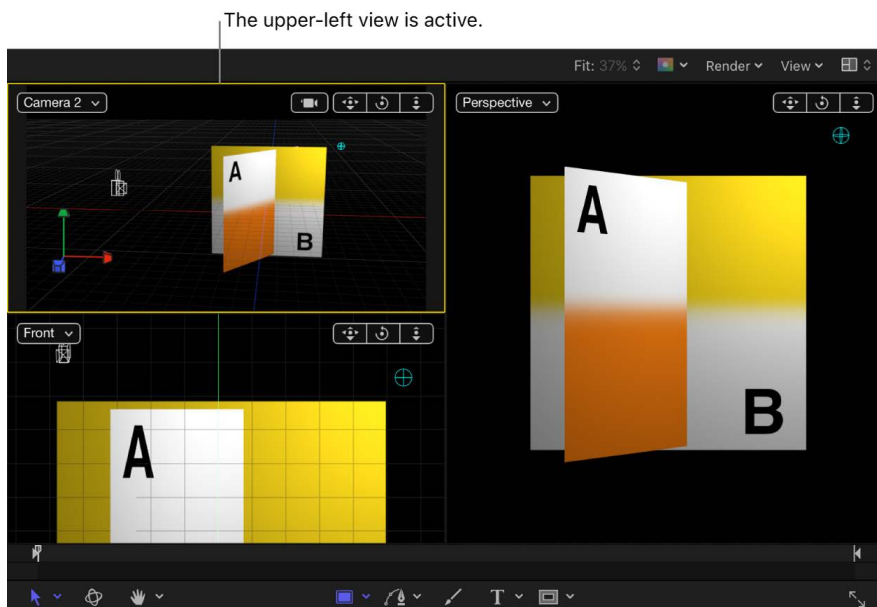 The upper-left view is active.
Fit: 37% Render View
Camera 2
Perspective
A
B
A
B
Front
A
T